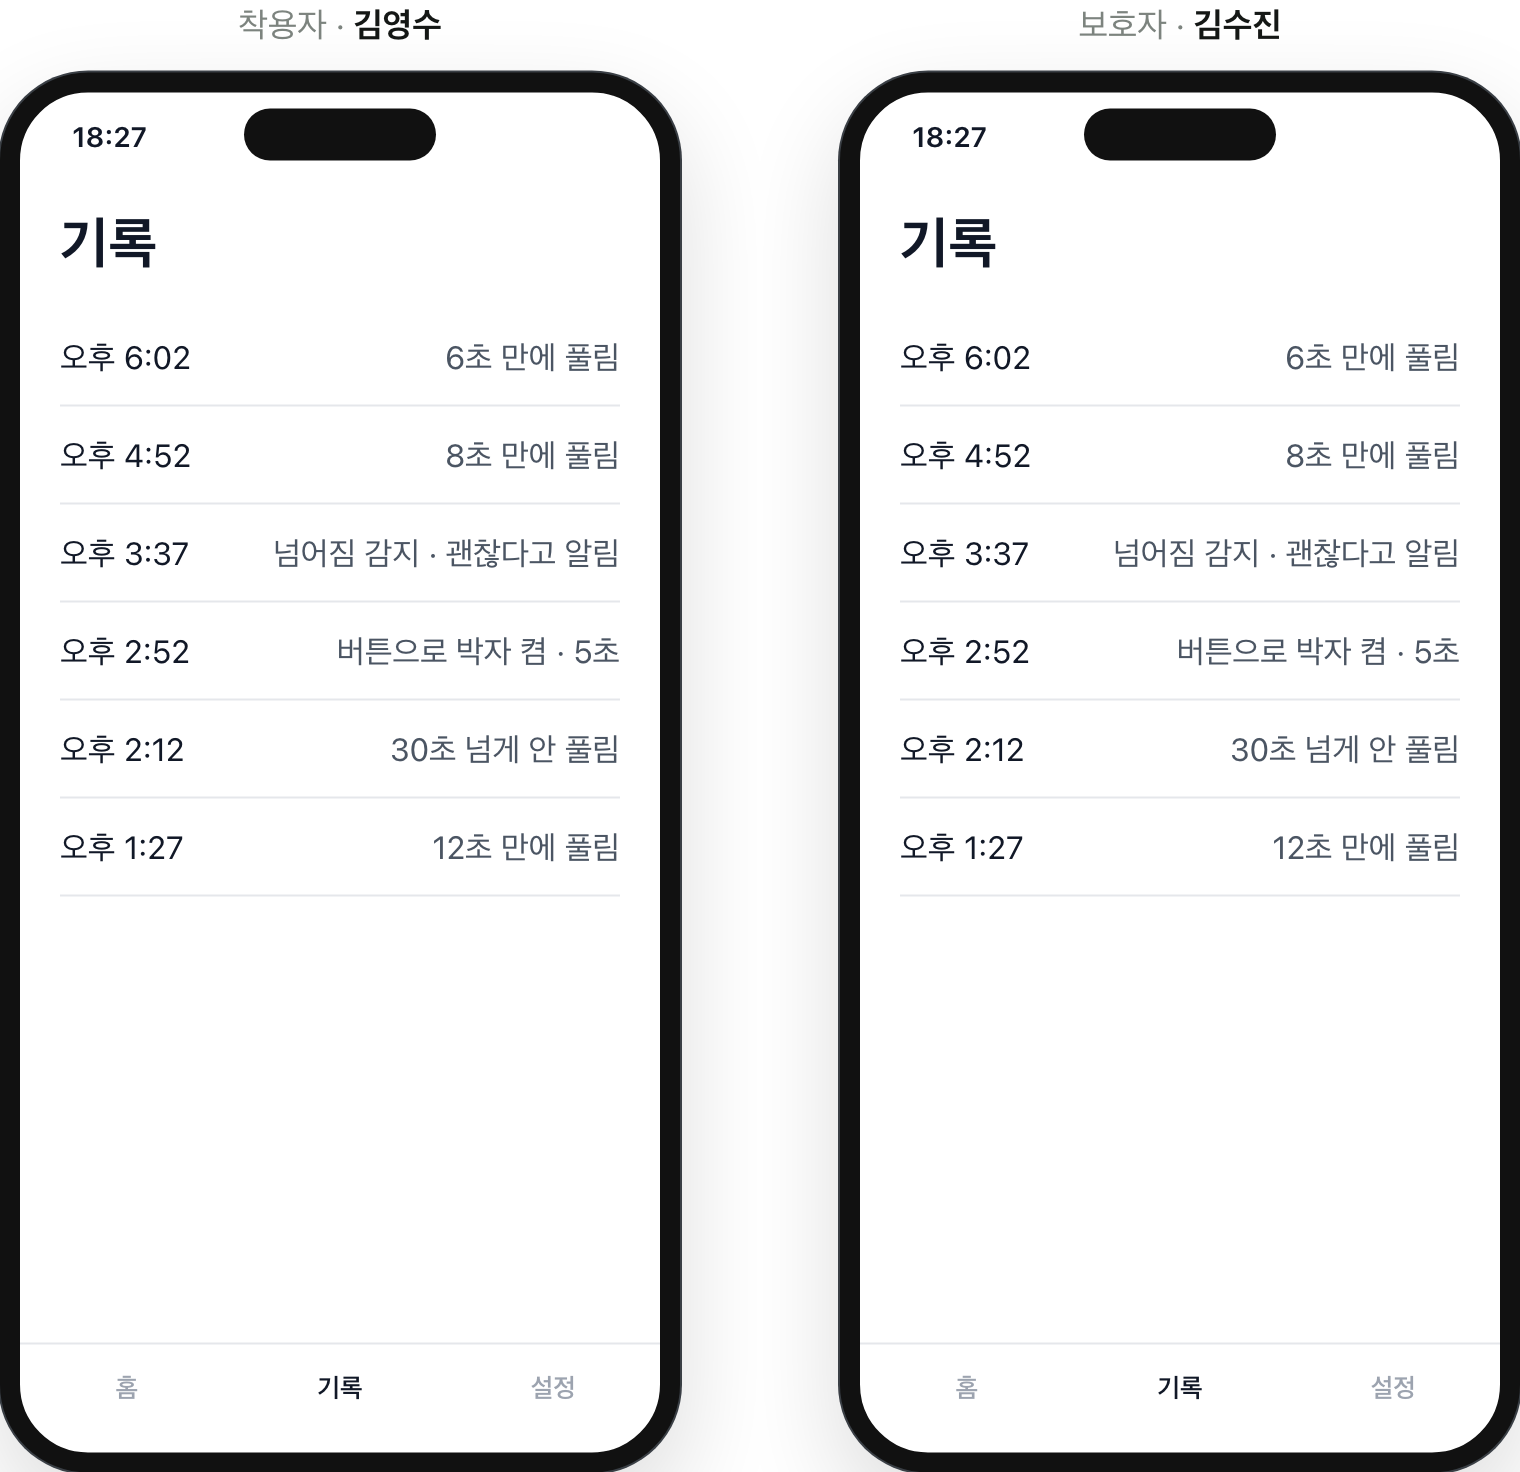 착용자 · 김영수
18:27
기록
오후 6:02 6초 만에 풀림
오후 4:52 8초 만에 풀림
오후 3:37 넘어짐 감지 · 괜찮다고 알림
오후 2:52 버튼으로 박자 켬 · 5초
오후 2:12 30초 넘게 안 풀림
오후 1:27 12초 만에 풀림
홈 기록 설정
보호자 · 김수진
18:27
기록
오후 6:02 6초 만에 풀림
오후 4:52 8초 만에 풀림
오후 3:37 넘어짐 감지 · 괜찮다고 알림
오후 2:52 버튼으로 박자 켬 · 5초
오후 2:12 30초 넘게 안 풀림
오후 1:27 12초 만에 풀림
홈 기록 설정